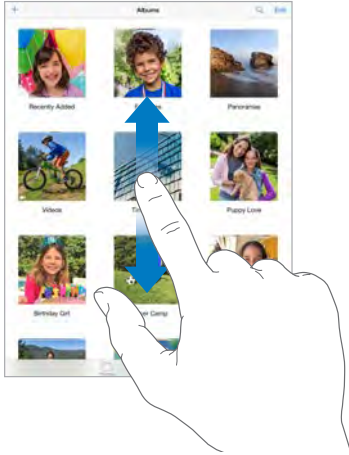 + Albums Edit
Recently Added
Panoramas
Videos
Puppy Love
Birthday Girl